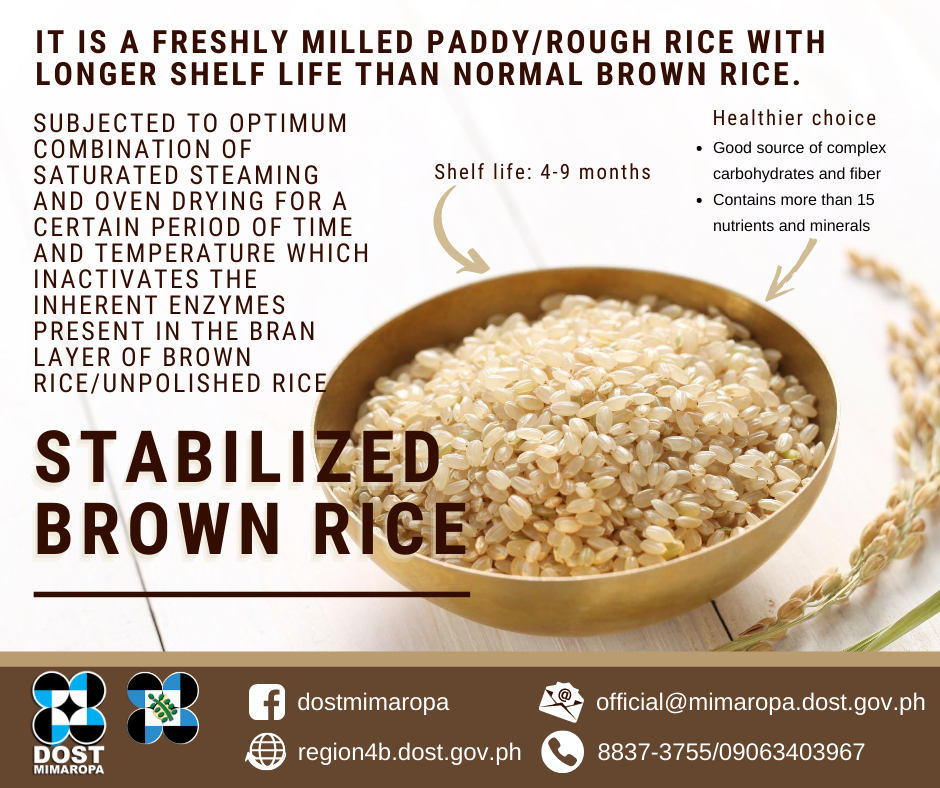 IT IS A FRESHLY MILLED PADDY/ROUGH RICE WITH
LONGER SHELF LIFE THAN NORMAL BROWN RICE.
SUBJECTED TO OPTIMUM
COMBINATION OF
SATURATED STEAMING
AND OVEN DRYING FOR A
CERTAIN PERIOD OF TIME
AND TEMPERATURE WHICH
INACTIVATES THE
INHERENT ENZYMES
PRESENT IN THE BRAN
LAYER OF BROWN
RICE/UNPOLISHED RICE
Shelf life: 4-9 months
Healthier choice
• Good source of complex
carbohydrates and fiber
• Contains more than 15
nutrients and minerals
STABILIZED
BROWN RICE
DOST
MIMAROPA
dostmimaropa
region4b.dost.gov.ph
official@mimaropa.dost.gov.ph
8837-3755/09063403967